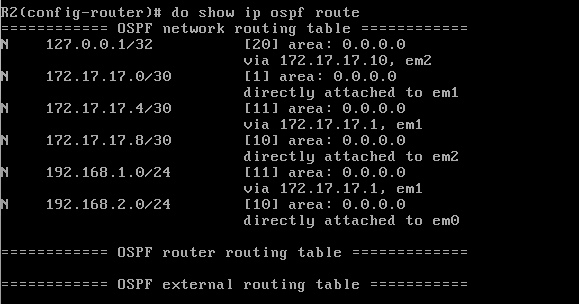 R2(config-router)# do show ip ospf route
============ OSPF network routing table ============
N    127.0.0.1/32          [20] area: 0.0.0.0
                           via 172.17.17.10, em2
N    172.17.17.0/30        [1] area: 0.0.0.0
                           directly attached to em1
N    172.17.17.4/30        [11] area: 0.0.0.0
                           via 172.17.17.1, em1
N    172.17.17.8/30        [10] area: 0.0.0.0
                           directly attached to em2
N    192.168.1.0/24        [11] area: 0.0.0.0
                           via 172.17.17.1, em1
N    192.168.2.0/24        [10] area: 0.0.0.0
                           directly attached to em0
============ OSPF router routing table =============
============ OSPF external routing table ===========